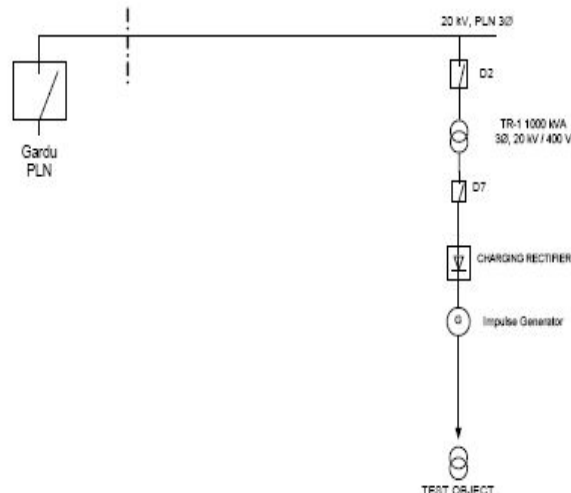 20 kV, PLN 3Ø
D2
Gardu
PLN
TR-1 1000 kVA
3Ø, 20 kV / 400 V
D7
CHARGING RECTIFIER
G
Impulse Generator
TEST OBJECT